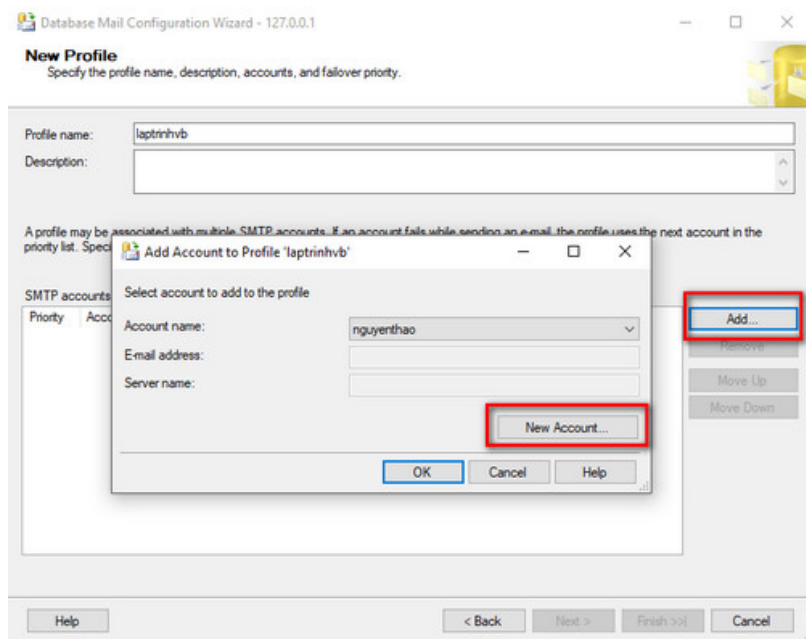 Database Mail Configuration Wizard - 127.0.0.1
New Profile
Specify the profile name, description, accounts, and failover priority.
Profile name: laptrinhvb
Description:
A profile may be associated with multiple SMTP accounts. If an account fails while sending an e-mail, the profile uses the next account in the
priority list. Speci
Add Account to Profile 'laptrinhvb'
Select account to add to the profile
Account name: nguyenthao
E-mail address:
Server name:
New Account...
OK Cancel Help
SMTP accounts
Priority Acco
Add...
Remove
Move Up
Move Down
Help < Back Next > Finish >>| Cancel